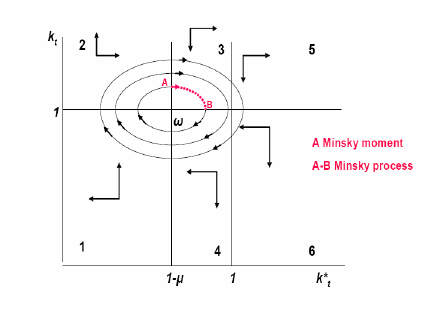 k_t
2
3
5
A
1
B
ω
A Minsky moment
A-B Minsky process
1
4
6
1-μ
1
k*_t